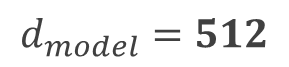 d_model = 512